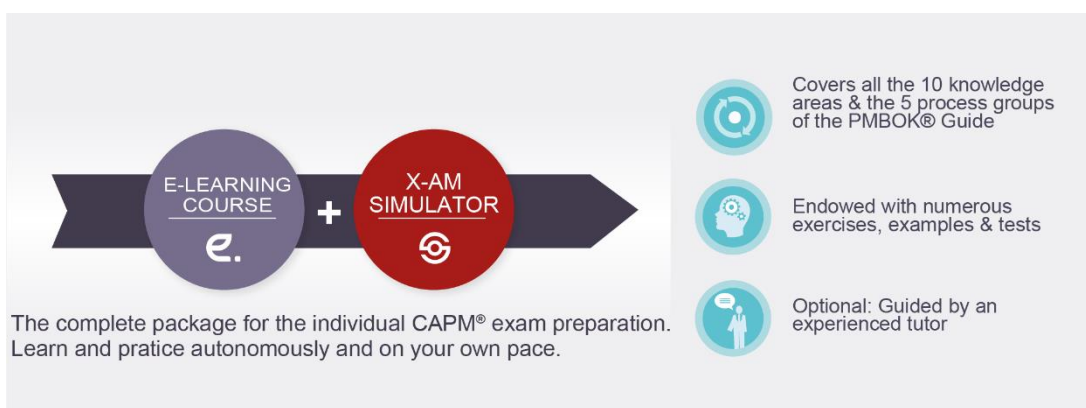 E-LEARNING
COURSE
e.
+
X-AM
SIMULATOR
The complete package for the individual CAPM® exam preparation.
Learn and pratice autonomously and on your own pace.
Covers all the 10 knowledge
areas & the 5 process groups
of the PMBOK® Guide
Endowed with numerous
exercises, examples & tests
Optional: Guided by an
experienced tutor